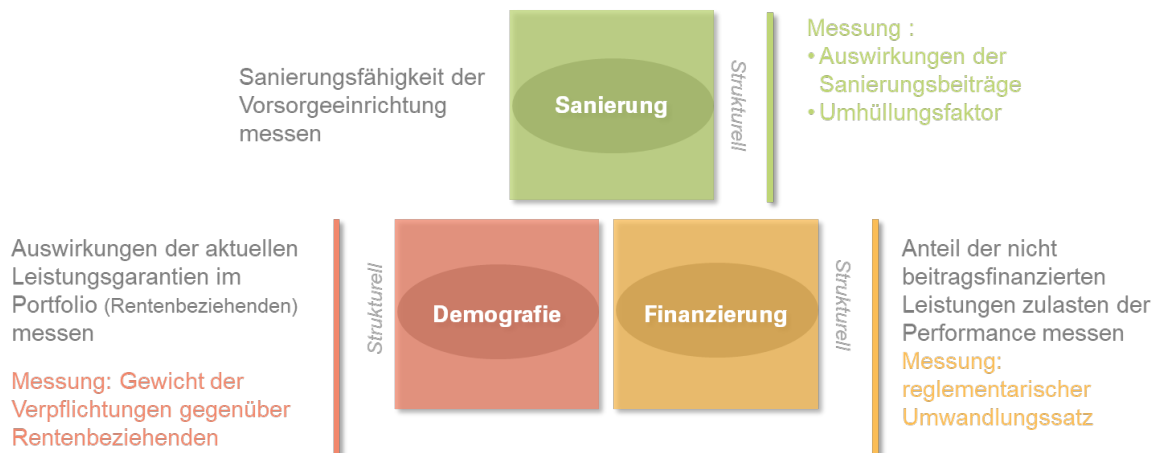 Sanierungsfähigkeit der
Vorsorgeeinrichtung
messen
Sanierung
Strukturell
Messung :
• Auswirkungen der
Sanierungsbeiträge
• Umhüllungsfaktor
Auswirkungen der aktuellen
Leistungsgarantien im
Portfolio (Rentenbeziehenden)
messen
Messung: Gewicht der
Verpflichtungen gegenüber
Rentenbeziehenden
Strukturell
Demografie
Finanzierung
Strukturell
Anteil der nicht
beitragsfinanzierten
Leistungen zulasten der
Performance messen
Messung:
reglementarischer
Umwandlungssatz